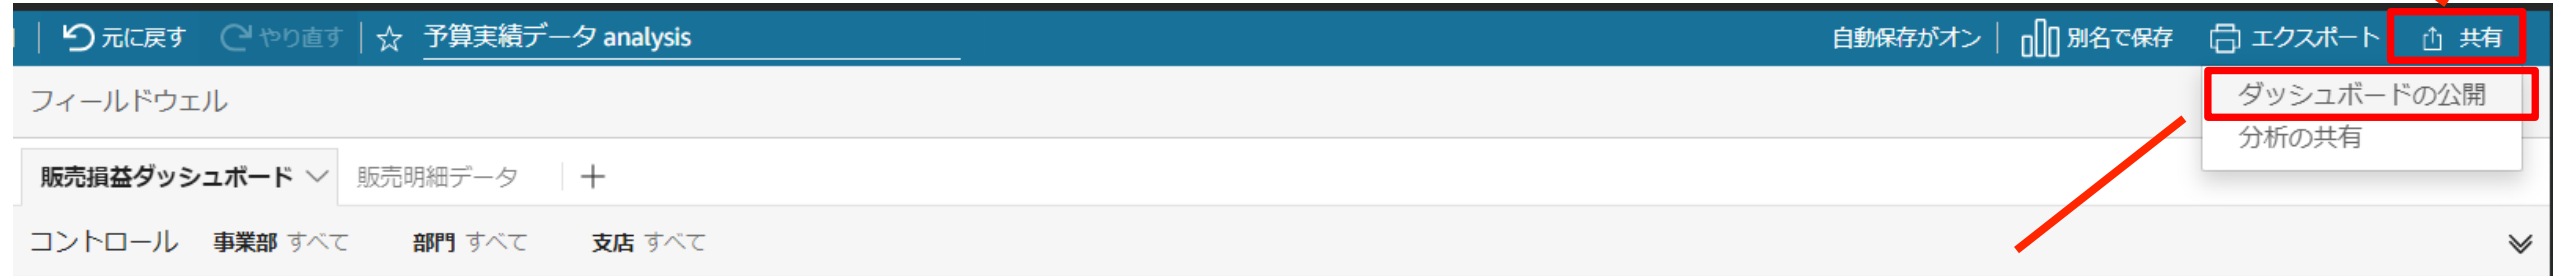 元に戻す やり直す ☆ 予算実績データ analysis 自動保存がオン 別名で保存 エクスポート 共有
フィールドウェル
ダッシュボードの公開
分析の共有
販売損益ダッシュボード 販売明細データ +
コントロール 事業部 すべて 部門 すべて 支店 すべて